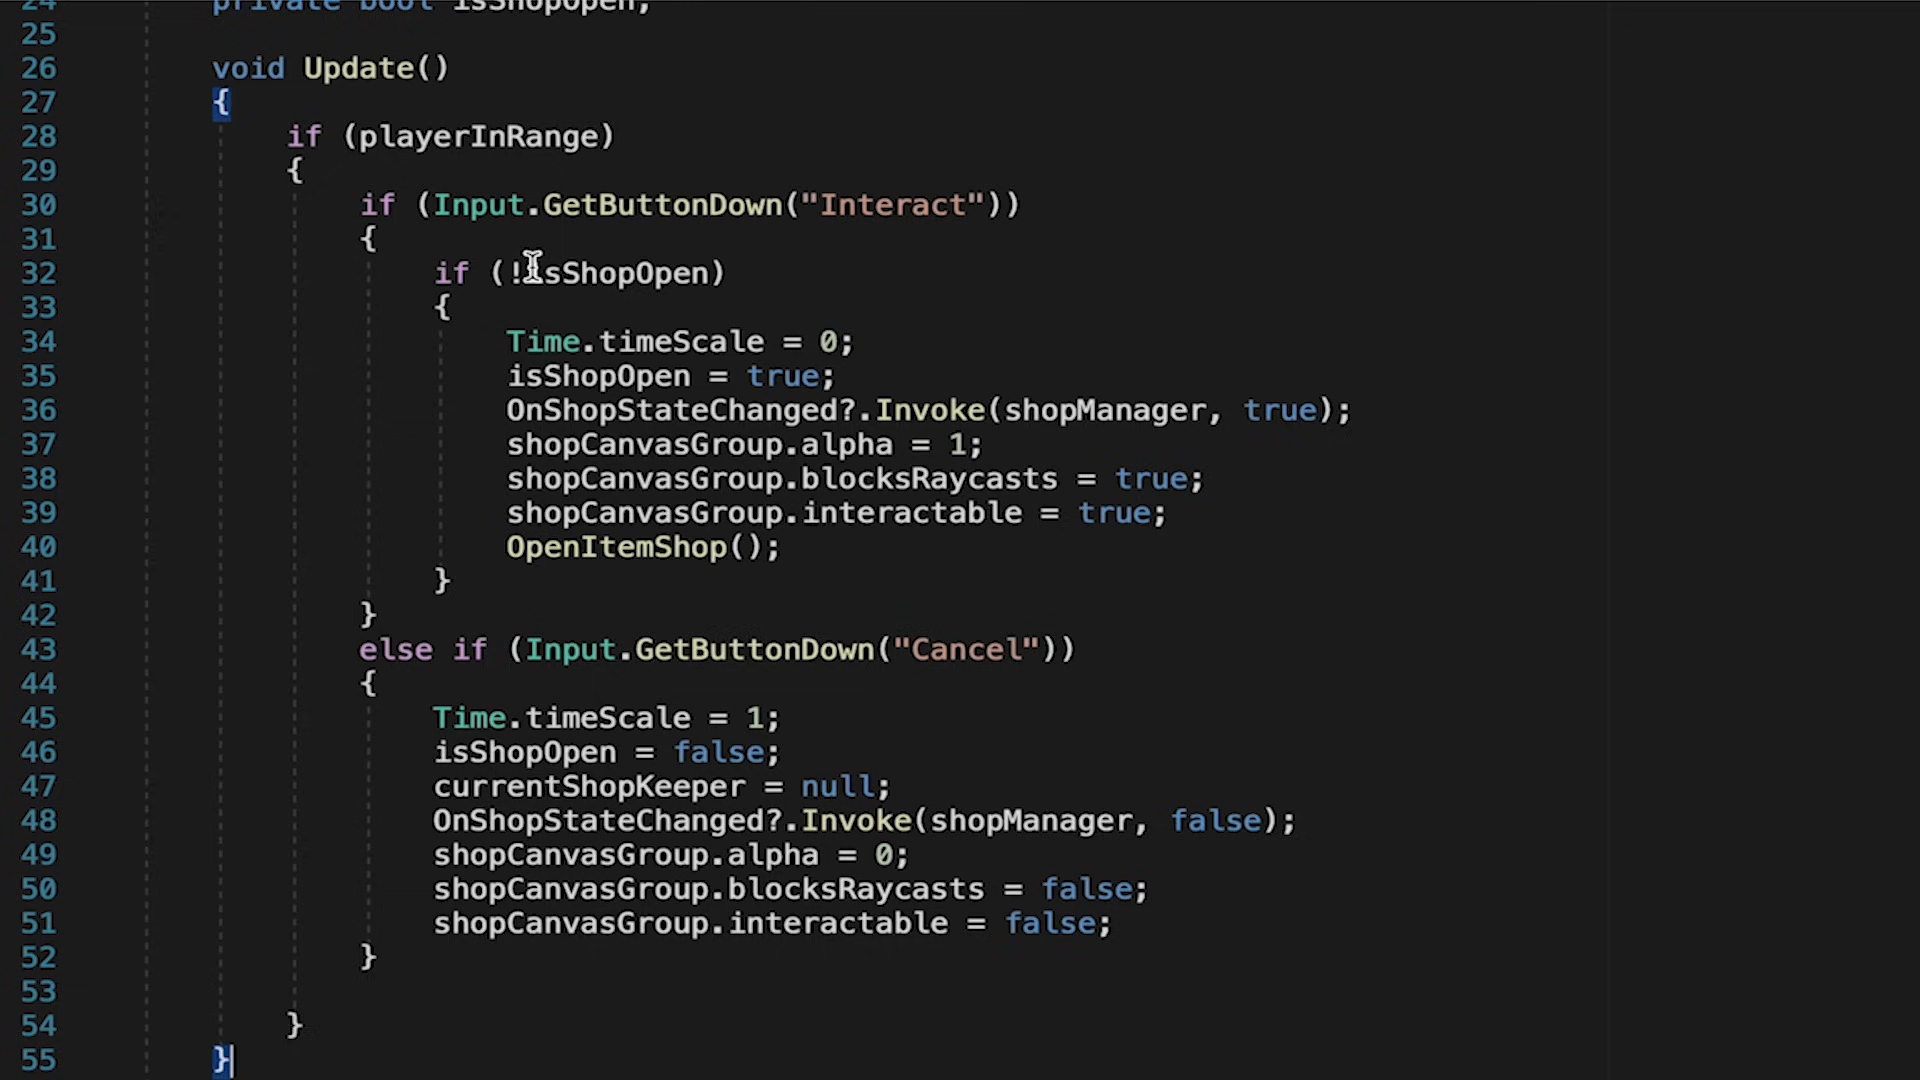 24 private bool isShopOpen;
25
26 void Update()
27 {
28 if (playerInRange)
29 {
30 if (Input.GetButtonDown("Interact"))
31 {
32 if (!isShopOpen)
33 {
34 Time.timeScale = 0;
35 isShopOpen = true;
36 OnShopStateChanged?.Invoke(shopManager, true);
37 shopCanvasGroup.alpha = 1;
38 shopCanvasGroup.blocksRaycasts = true;
39 shopCanvasGroup.interactable = true;
40 OpenItemShop();
41 }
42 }
43 else if (Input.GetButtonDown("Cancel"))
44 {
45 Time.timeScale = 1;
46 isShopOpen = false;
47 currentShopKeeper = null;
48 OnShopStateChanged?.Invoke(shopManager, false);
49 shopCanvasGroup.alpha = 0;
50 shopCanvasGroup.blocksRaycasts = false;
51 shopCanvasGroup.interactable = false;
52 }
53
54 }
55 }